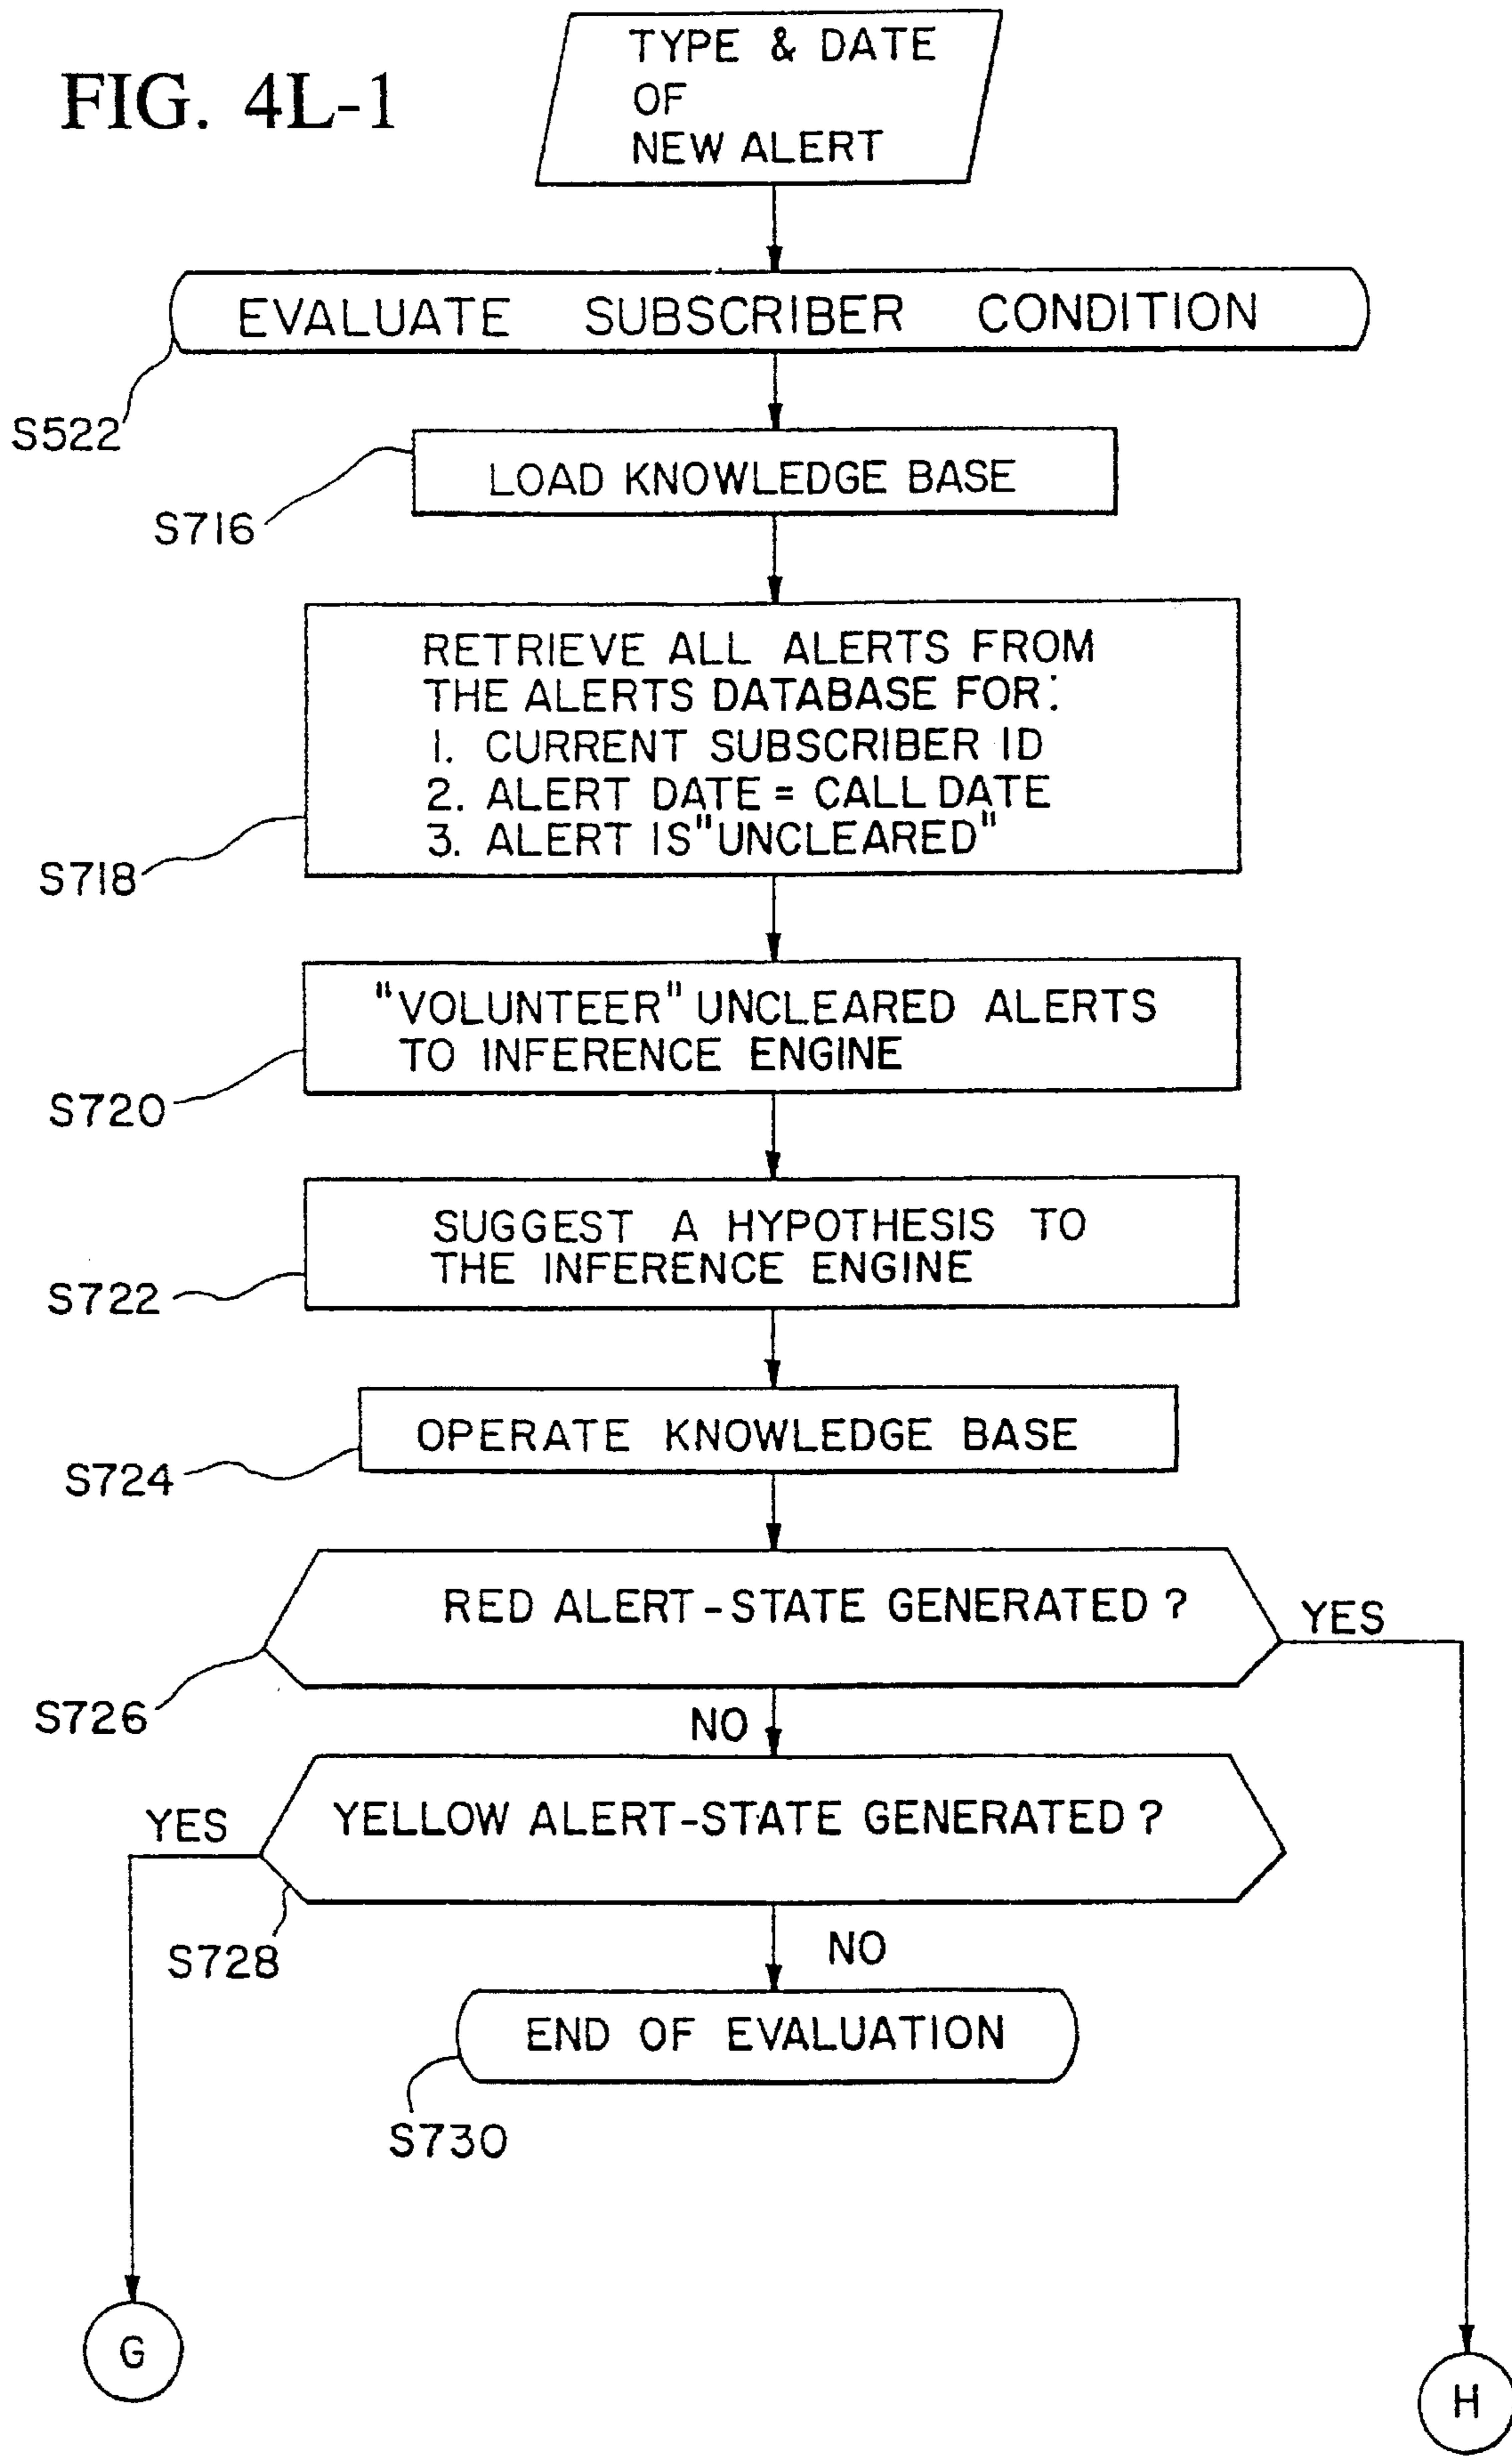 FIG. 4L-1
TYPE & DATE
OF
NEW ALERT
EVALUATE SUBSCRIBER CONDITION
S522
LOAD KNOWLEDGE BASE
S716
RETRIEVE ALL ALERTS FROM
THE ALERTS DATABASE FOR:
1. CURRENT SUBSCRIBER ID
2. ALERT DATE = CALL DATE
3. ALERT IS "UNCLEARED"
S718
"VOLUNTEER" UNCLEARED ALERTS
TO INFERENCE ENGINE
S720
SUGGEST A HYPOTHESIS TO
THE INFERENCE ENGINE
S722
OPERATE KNOWLEDGE BASE
S724
RED ALERT-STATE GENERATED?
YES
S726
NO
YELLOW ALERT-STATE GENERATED?
YES
S728
NO
END OF EVALUATION
S730
G
H